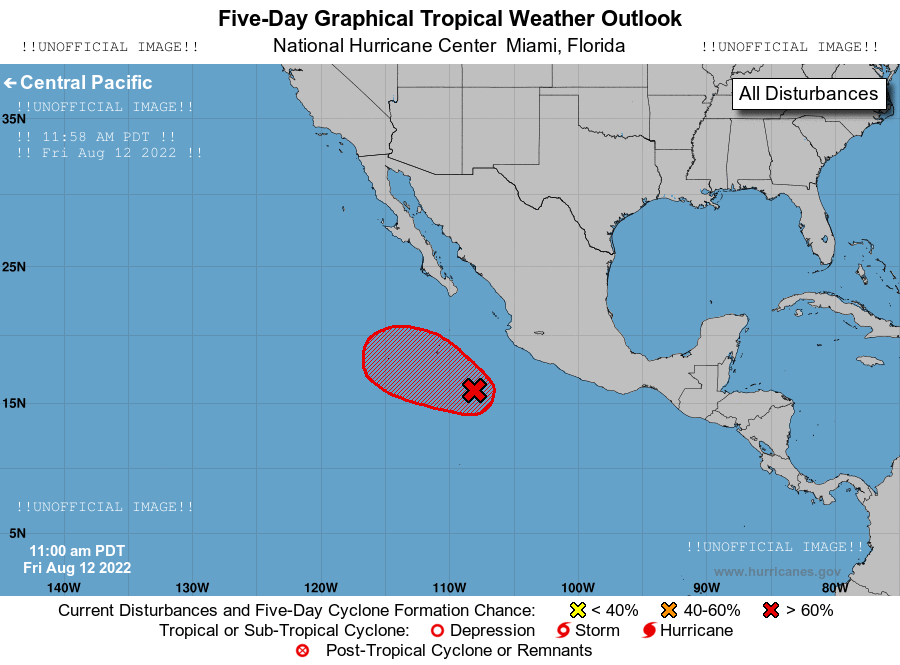 Five-Day Graphical Tropical Weather Outlook
!!UNOFFICIAL IMAGE!! National Hurricane Center Miami, Florida !!UNOFFICIAL IMAGE!!
← Central Pacific
All Disturbances
!!UNOFFICIAL IMAGE!!
35N
!! 11:58 AM PDT !!
!! Fri Aug 12 2022 !!
25N
15N
!!UNOFFICIAL IMAGE!!
5N
!!UNOFFICIAL IMAGE!!
11:00 am PDT
Fri Aug 12 2022
www.hurricanes.gov
140W 130W 120W 110W 100W 90W 80W
Current Disturbances and Five-Day Cyclone Formation Chance: < 40% 40-60% > 60%
Tropical or Sub-Tropical Cyclone: Depression Storm Hurricane
Post-Tropical Cyclone or Remnants